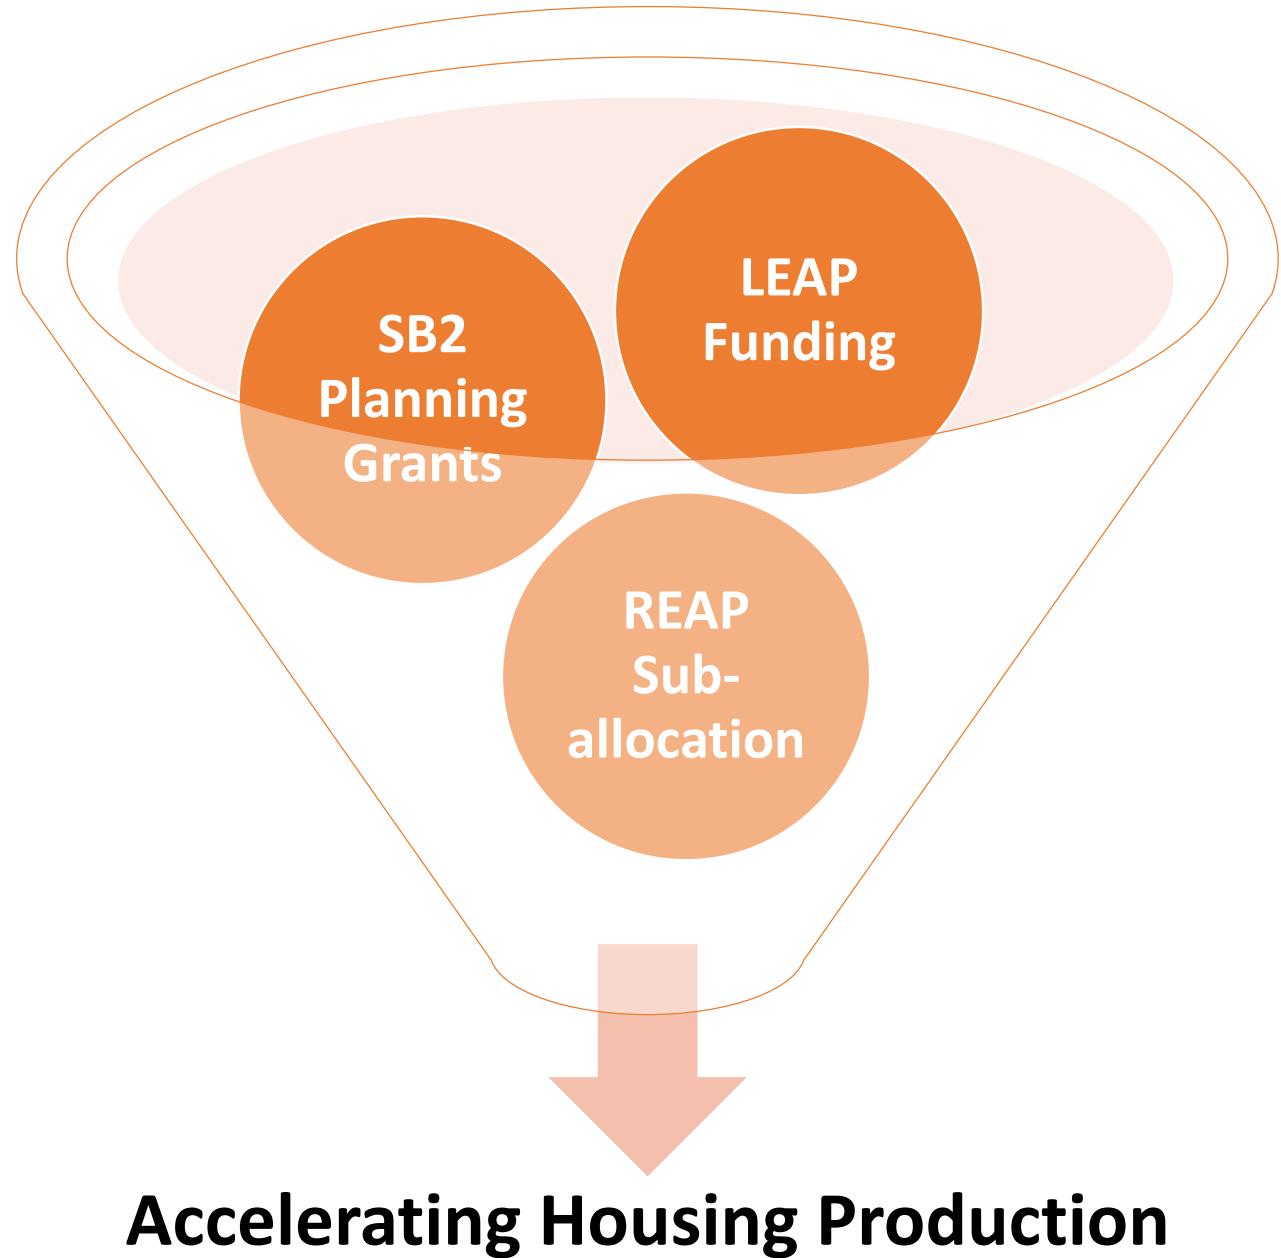 LEAP
Funding
SB2
Planning
Grants
REAP
Sub-
allocation
Accelerating Housing Production